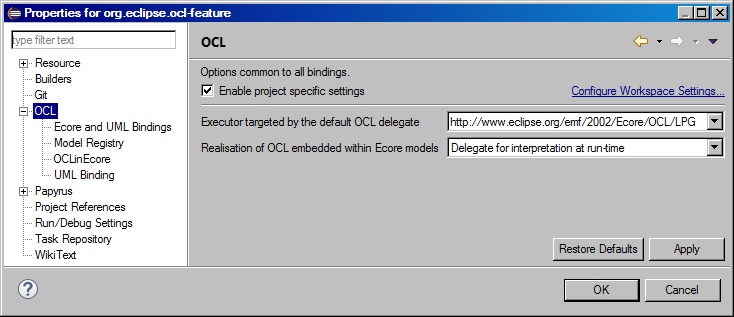 Properties for org.eclipse.ocl-feature
type filter text
Resource
Builders
Git
OCL
Ecore and UML Bindings
Model Registry
OCLinEcore
UML Binding
Papyrus
Project References
Run/Debug Settings
Task Repository
WikiText
OCL
Options common to all bindings.
Enable project specific settings
Configure Workspace Settings...
Executor targeted by the default OCL delegate
http://www.eclipse.org/emf/2002/Ecore/OCL/LPG
Realisation of OCL embedded within Ecore models
Delegate for interpretation at run-time
Restore Defaults
Apply
?
OK
Cancel